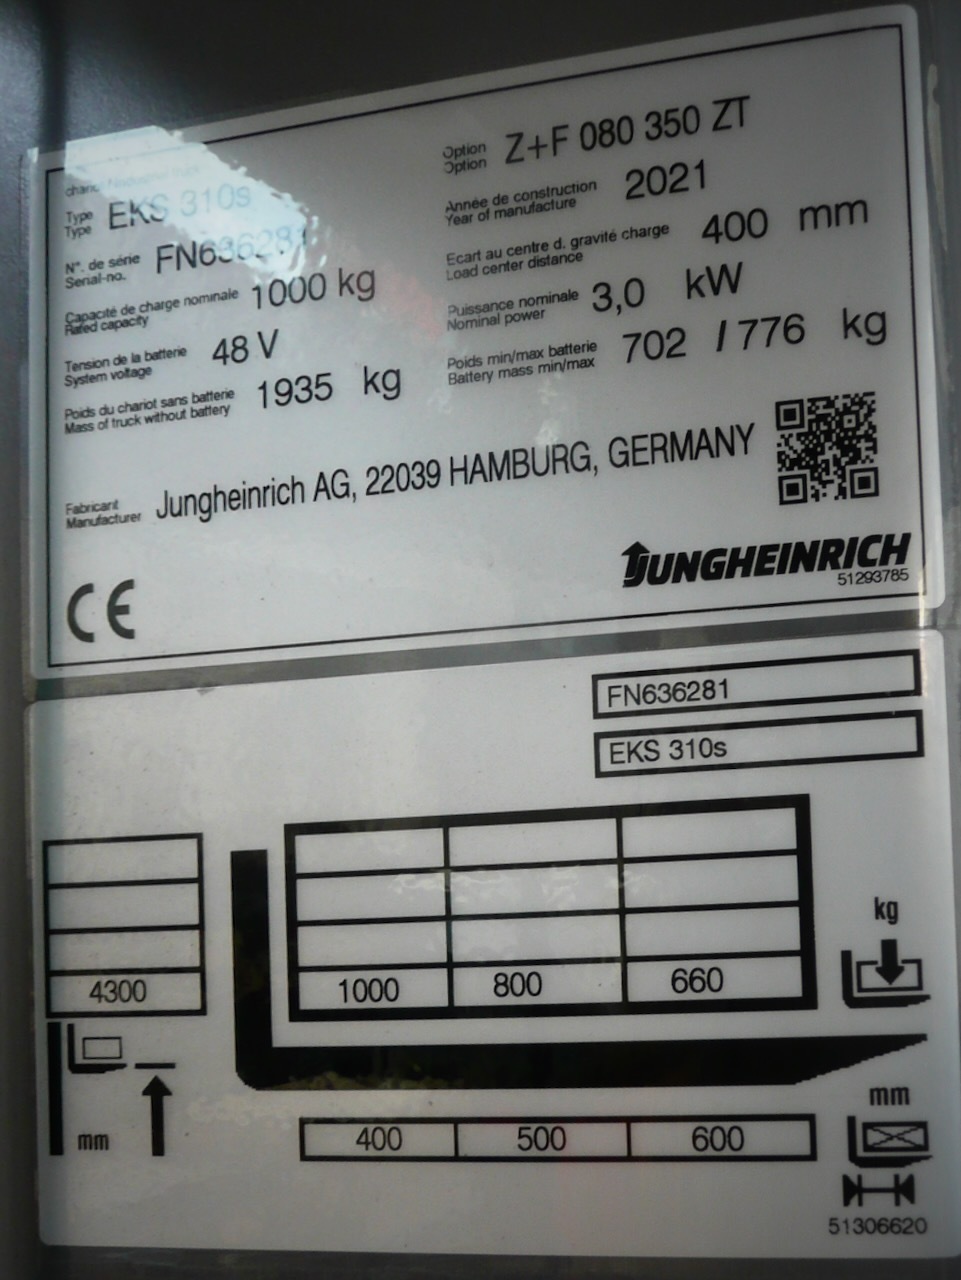 chariot industriel/Industrial truck
Type
Type EKS 310s
N°. de série
Serial-no. FN636281
Capacité de charge nominale
Rated capacity 1000 kg
Tension de la batterie
System voltage 48 V
Poids du chariot sans batterie
Mass of truck without battery 1935 kg
Option
Option Z+F 080 350 ZT
Année de construction
Year of manufacture 2021
Ecart au centre d. gravité charge
Load center distance 400 mm
Puissance nominale
Nominal power 3,0 kW
Poids min/max batterie
Battery mass min/max 702 / 776 kg
Fabricant
Manufacturer Jungheinrich AG, 22039 HAMBURG, GERMANY
JUNGHEINRICH
51293785
CE
FN636281
EKS 310s
kg
4300 1000 800 660
mm
mm
400 500 600
51306620